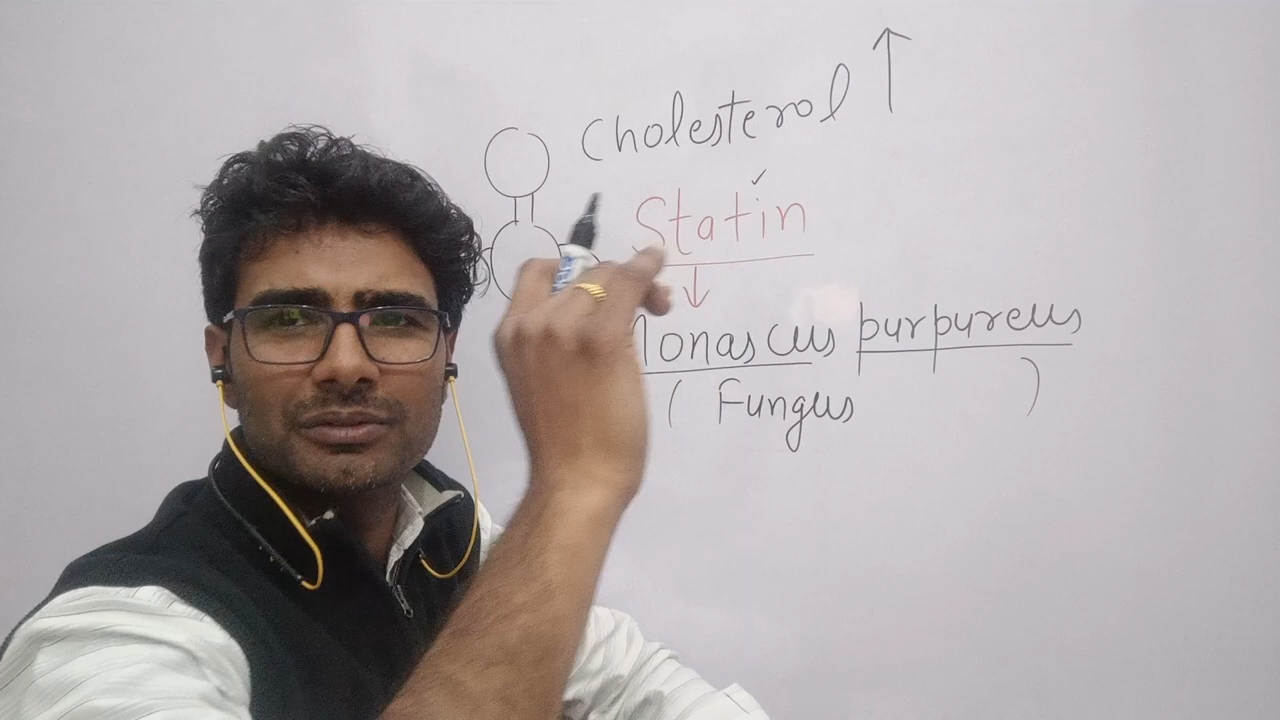 Cholesterol ↑
Statin ✓
↓
Monascus purpureus
( Fungus )